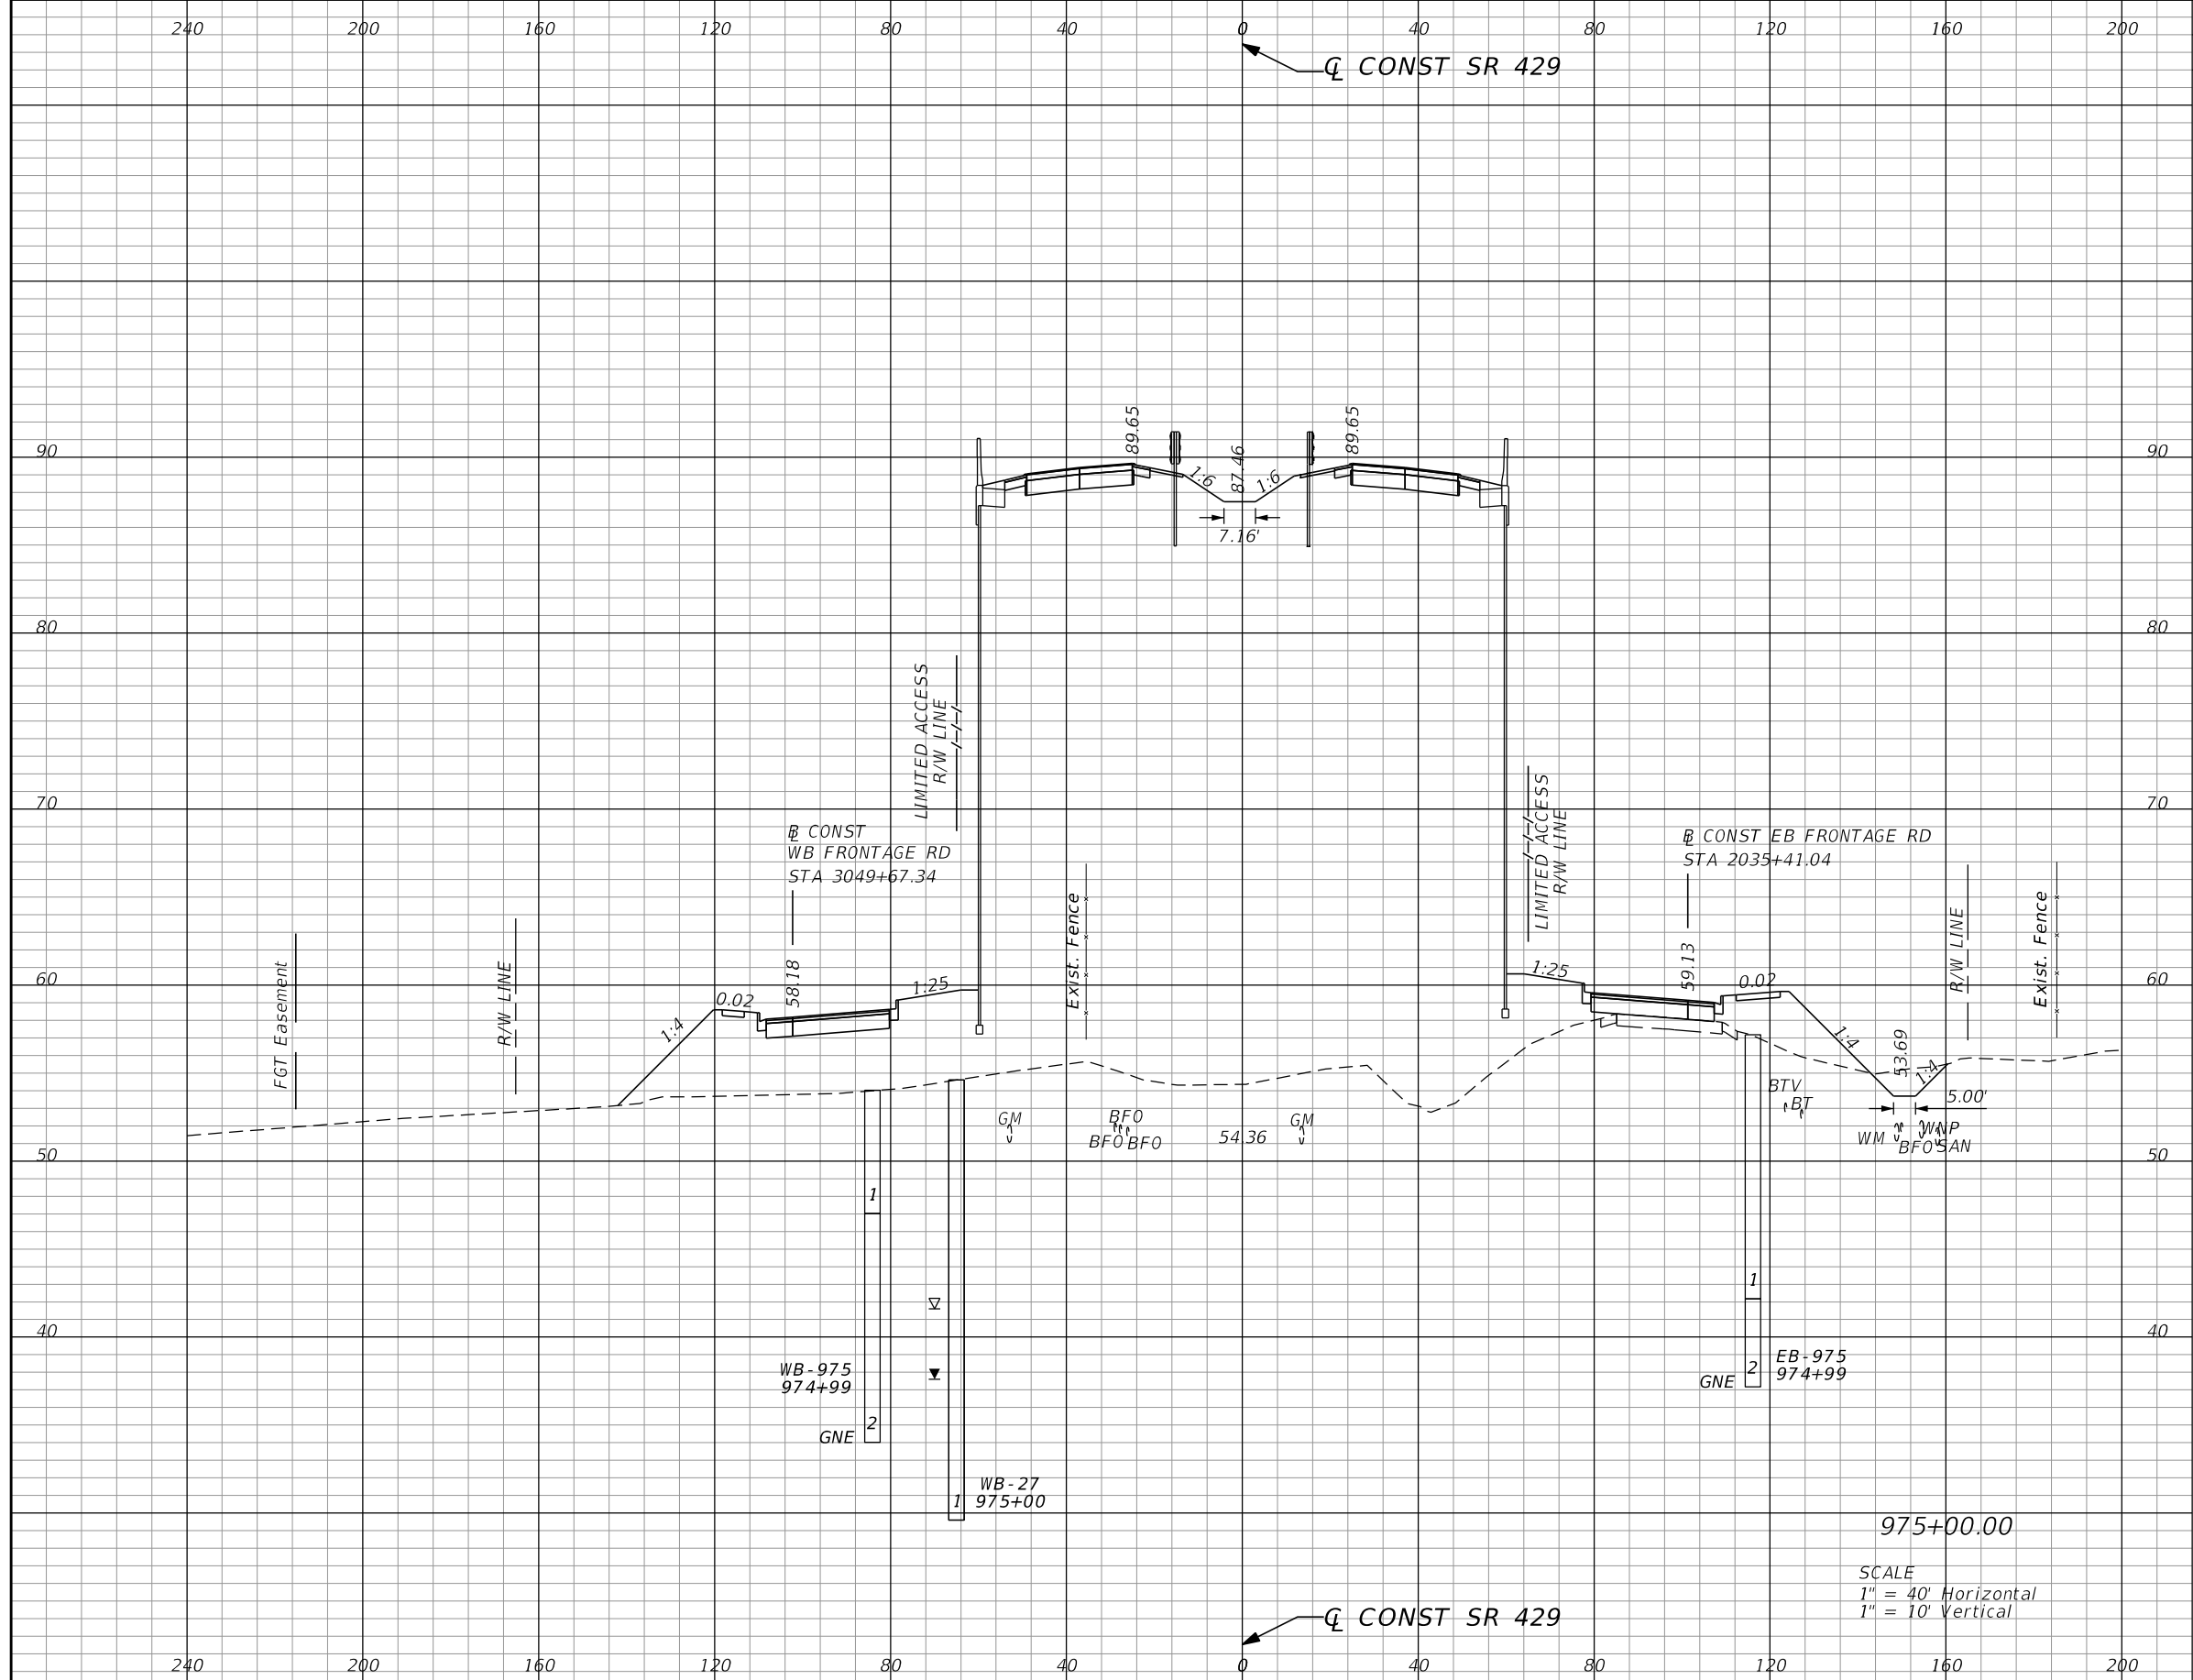 240 200 160 120 80 40 0 40 80 120 160 200
℄ CONST SR 429
90 90
89.65
87.46
89.65
1:6
1:6
7.16'
80 80
LIMITED ACCESS
R/W LINE
70 70
LIMITED ACCESS
R/W LINE
BL CONST
WB FRONTAGE RD
STA 3049+67.34
BL CONST EB FRONTAGE RD
STA 2035+41.04
FGT Easement
R/W LINE
Exist. Fence
R/W LINE
Exist. Fence
60 60
1:4
0.02
58.18
1:25
1:25
59.13
0.02
1:4
53.69
1:4
5.00'
GM
BFO
BFO BFO
54.36
GM
BTV
BT
WM
WNP
BFO SAN
50 50
1
1
40 40
WB-975
974+99
2
GNE
EB-975
974+99
2
GNE
WB-27
1 975+00
975+00.00
SCALE
1" = 40' Horizontal
1" = 10' Vertical
℄ CONST SR 429
240 200 160 120 80 40 0 40 80 120 160 200